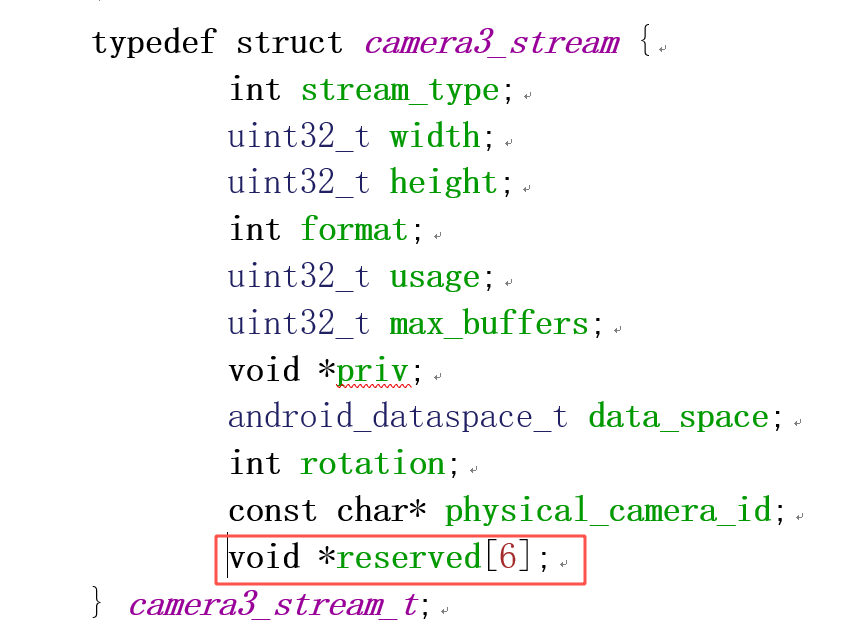 typedef struct camera3_stream {
int stream_type;
uint32_t width;
uint32_t height;
int format;
uint32_t usage;
uint32_t max_buffers;
void *priv;
android_dataspace_t data_space;
int rotation;
const char* physical_camera_id;
void *reserved[6];
} camera3_stream_t;